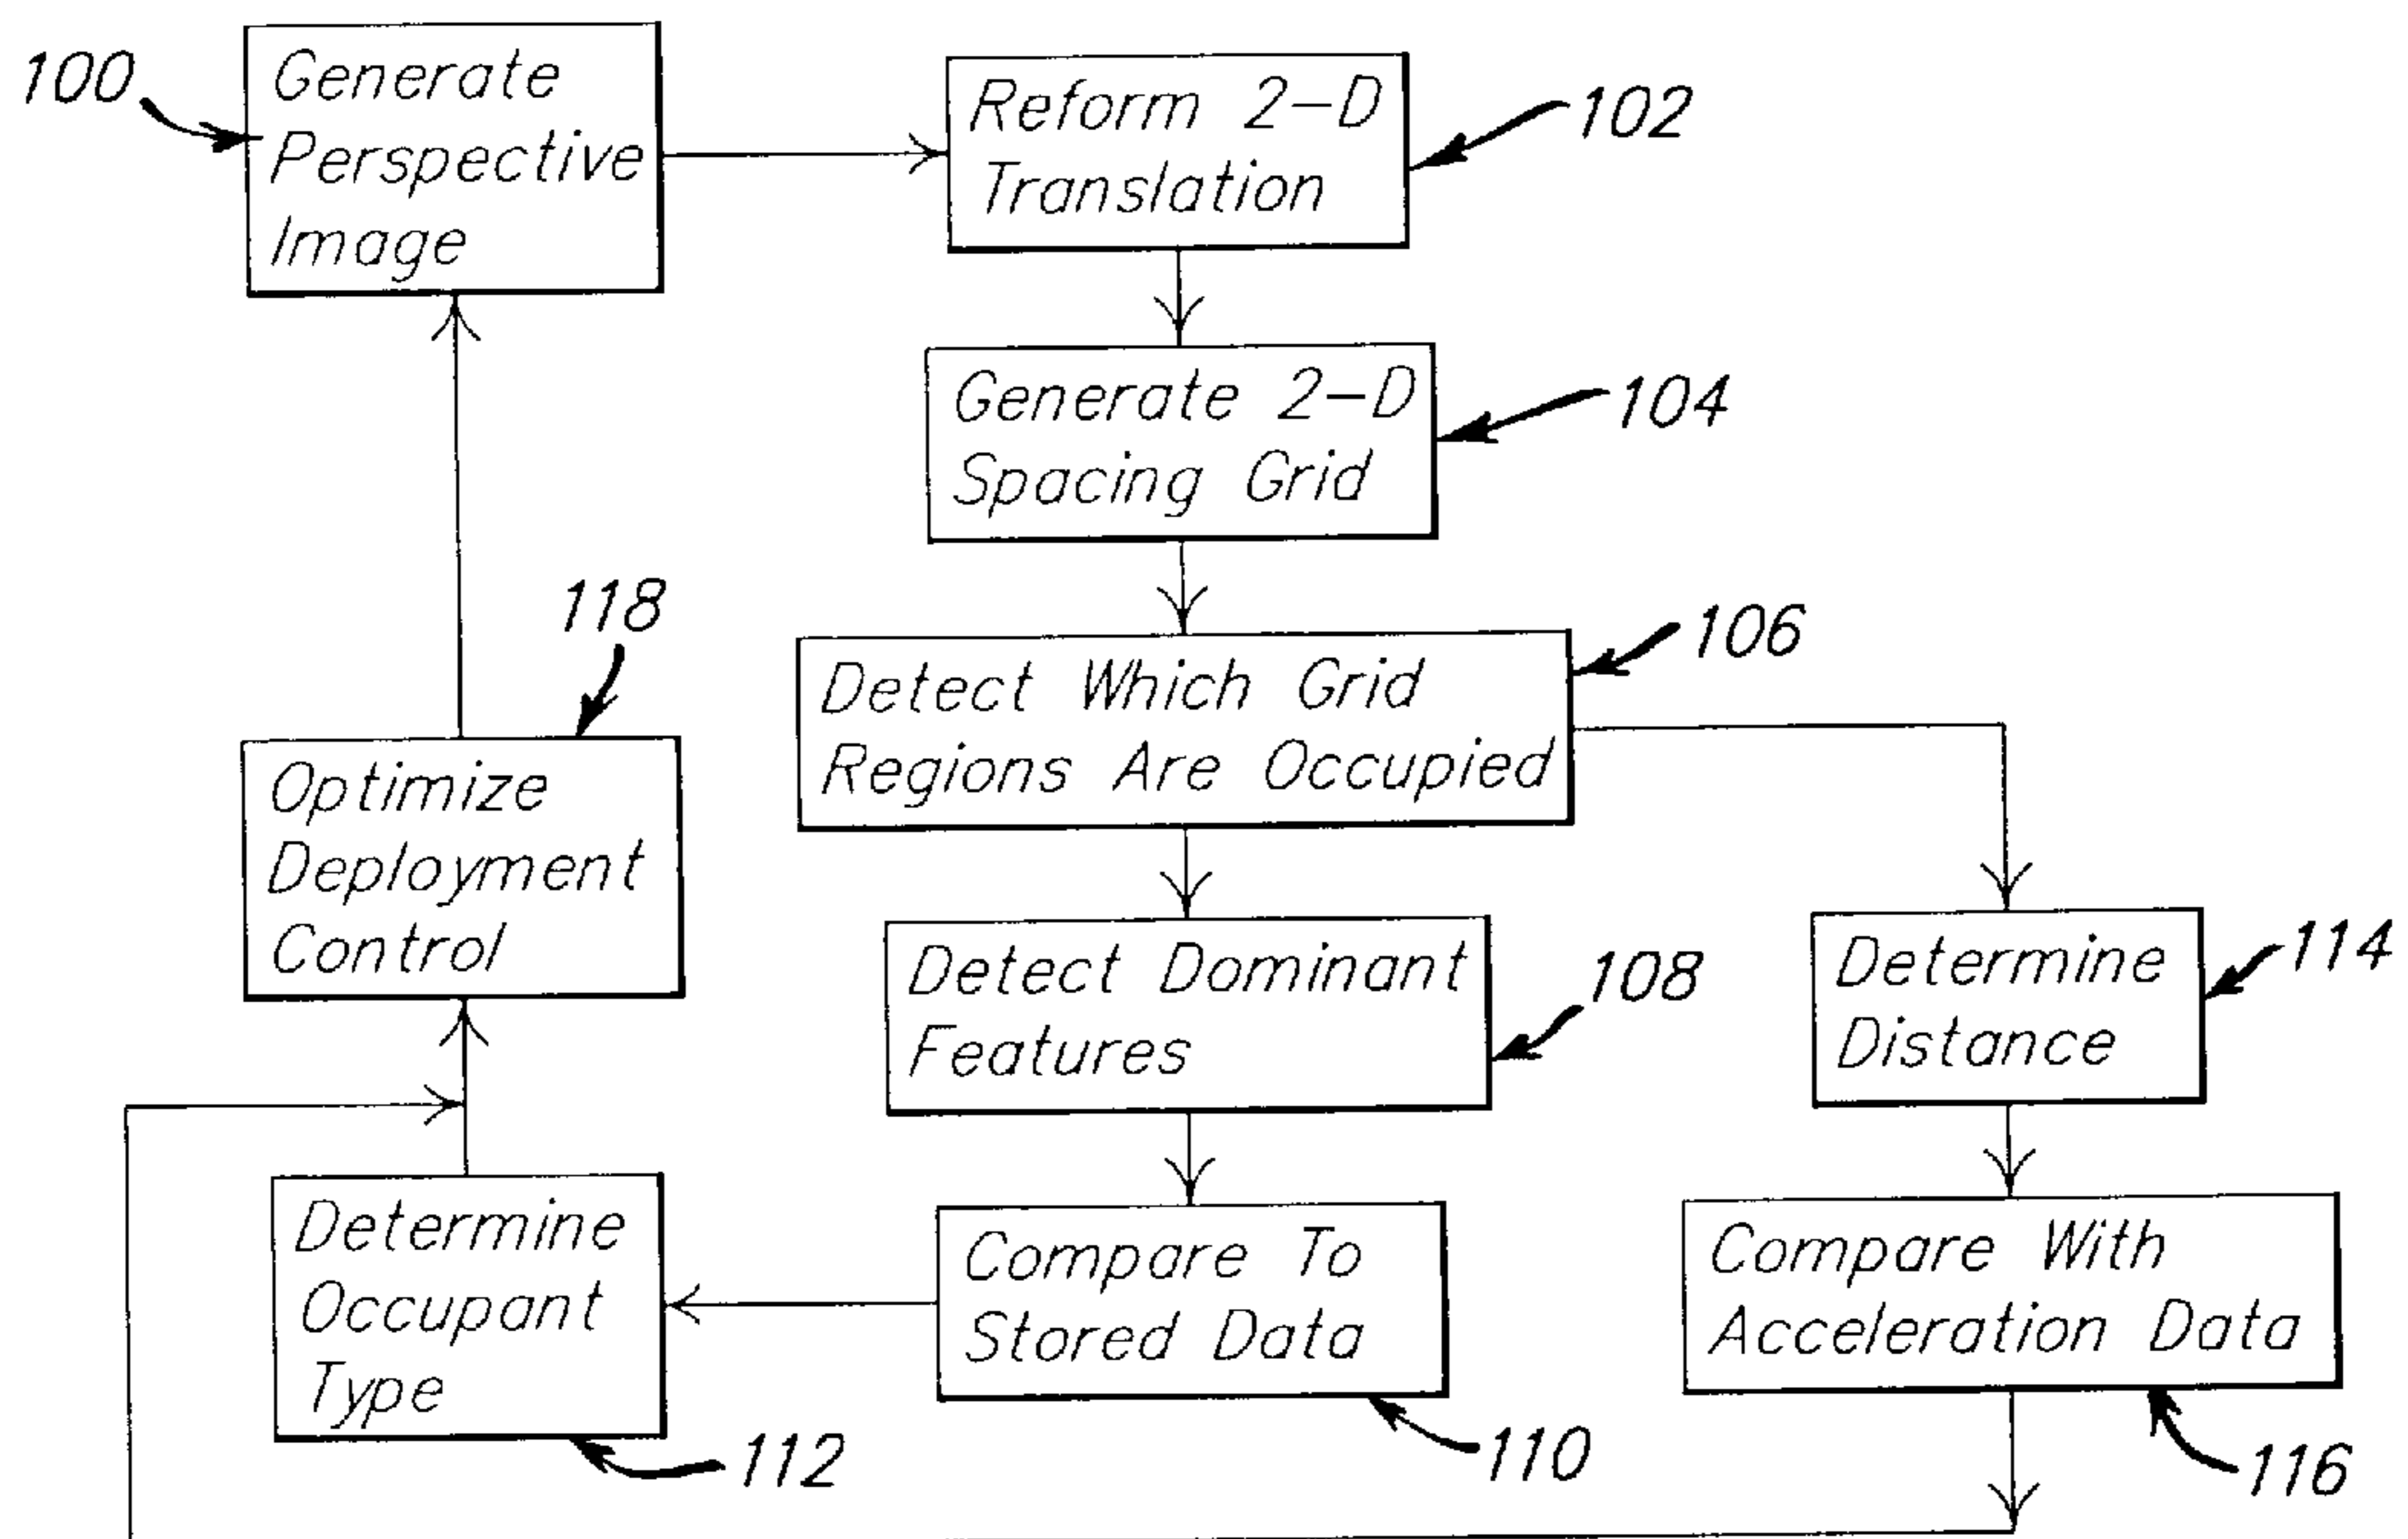 100
Generate
Perspective
Image
Reform 2-D
Translation
102
Generate 2-D
Spacing Grid
104
Detect Which Grid
Regions Are Occupied
106
118
Optimize
Deployment
Control
Detect Dominant
Features
108
Determine
Distance
114
Determine
Occupant
Type
112
Compare To
Stored Data
110
Compare With
Acceleration Data
116